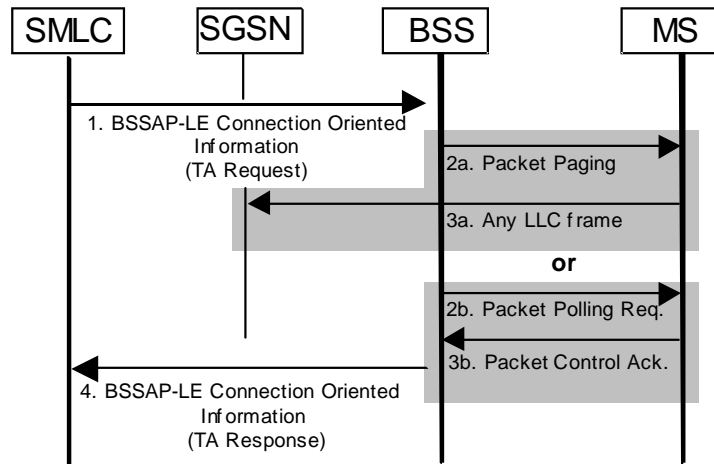 SMLC
SGSN
BSS
MS
1. BSSAP-LE Connection Oriented
Information
(TA Request)
2a. Packet Paging
3a. Any LLC frame
or
2b. Packet Polling Req.
3b. Packet Control Ack.
4. BSSAP-LE Connection Oriented
Information
(TA Response)